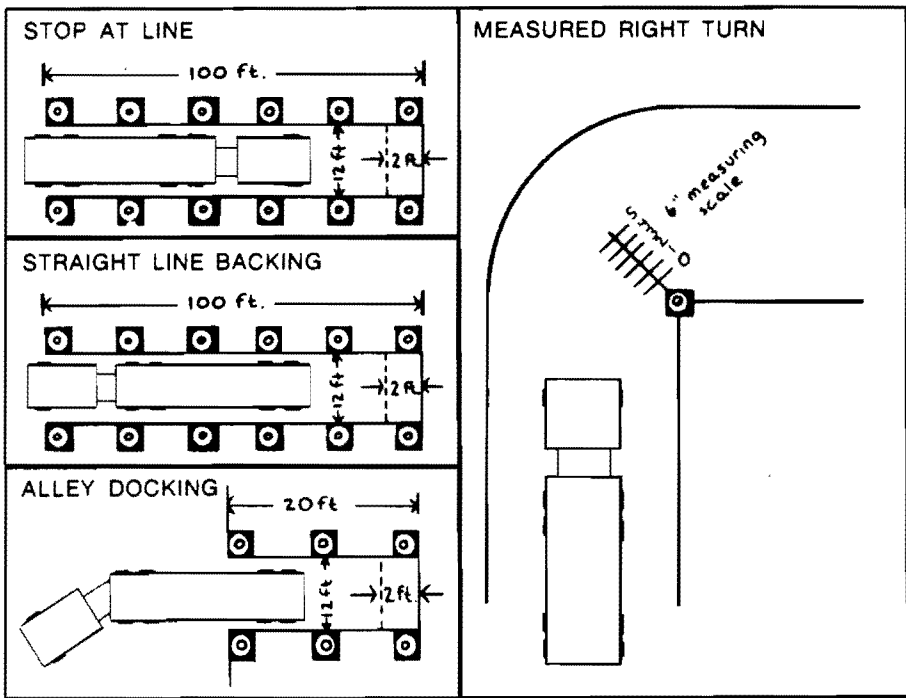 STOP AT LINE
100 ft.
12 ft
2 ft.
STRAIGHT LINE BACKING
100 ft.
12 ft
2 ft.
ALLEY DOCKING
20 ft
12 ft
2 ft.
MEASURED RIGHT TURN
6" measuring
scale
0
5